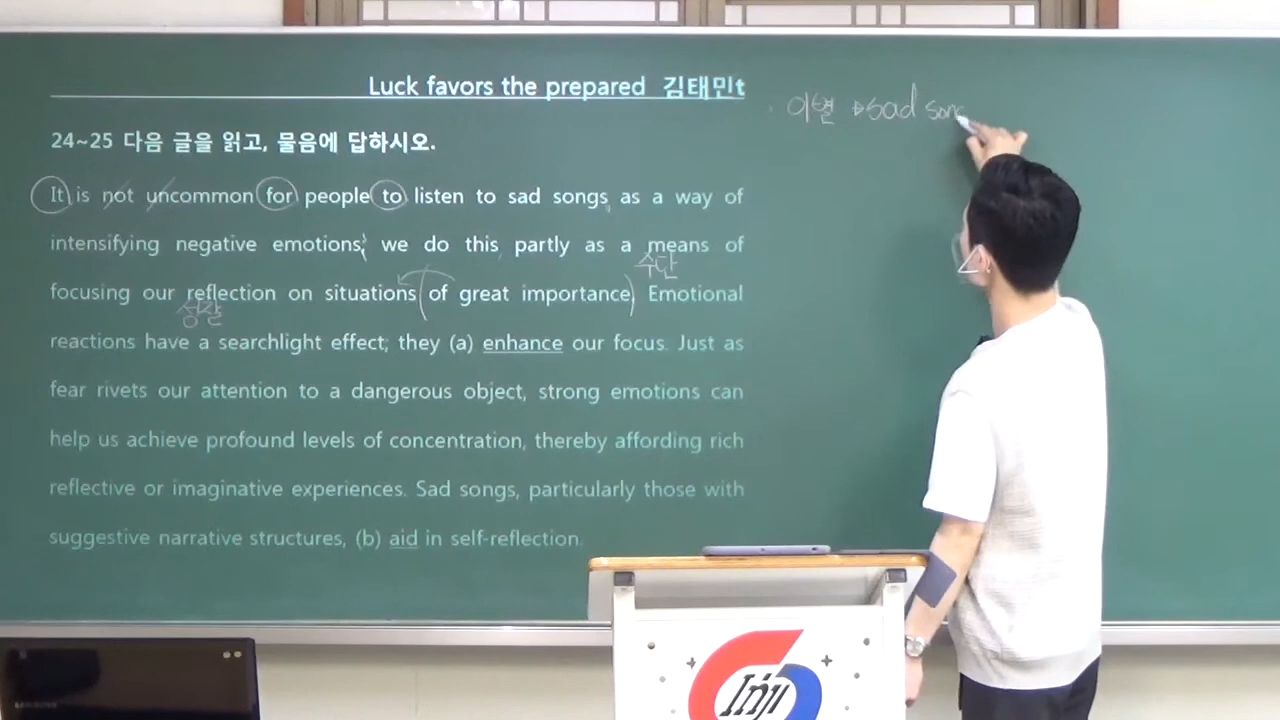 Luck favors the prepared 김태민t
이별 →sad song
24~25 다음 글을 읽고, 물음에 답하시오.
It is not uncommon for people to listen to sad songs as a way of
intensifying negative emotions; we do this partly as a means of
수단
focusing our reflection on situations of great importance. Emotional
성찰
reactions have a searchlight effect; they (a) enhance our focus. Just as
fear rivets our attention to a dangerous object, strong emotions can
help us achieve profound levels of concentration, thereby affording rich
reflective or imaginative experiences. Sad songs, particularly those with
suggestive narrative structures, (b) aid in self-reflection.
SAMSUNG
Inji